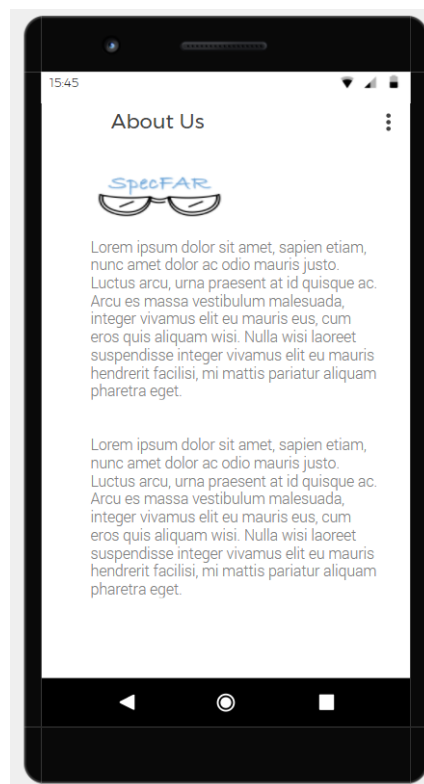 15:45
About Us
SpecFAR
Lorem ipsum dolor sit amet, sapien etiam,
nunc amet dolor ac odio mauris justo.
Luctus arcu, urna praesent at id quisque ac.
Arcu es massa vestibulum malesuada,
integer vivamus elit eu mauris eus, cum
eros quis aliquam wisi. Nulla wisi laoreet
suspendisse integer vivamus elit eu mauris
hendrerit facilisi, mi mattis pariatur aliquam
pharetra eget.
Lorem ipsum dolor sit amet, sapien etiam,
nunc amet dolor ac odio mauris justo.
Luctus arcu, urna praesent at id quisque ac.
Arcu es massa vestibulum malesuada,
integer vivamus elit eu mauris eus, cum
eros quis aliquam wisi. Nulla wisi laoreet
suspendisse integer vivamus elit eu mauris
hendrerit facilisi, mi mattis pariatur aliquam
pharetra eget.